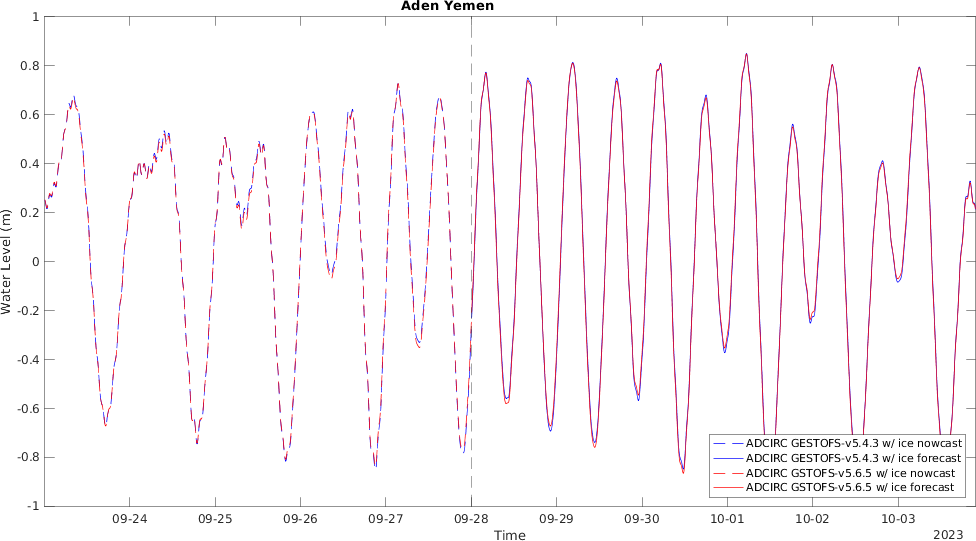 Aden Yemen
1
0.8
0.6
0.4
0.2
0
-0.2
-0.4
-0.6
-0.8
-1
Water Level (m)
ADCIRC GESTOFS-v5.4.3 w/ ice nowcast
ADCIRC GESTOFS-v5.4.3 w/ ice forecast
ADCIRC GSTOFS-v5.6.5 w/ ice nowcast
ADCIRC GSTOFS-v5.6.5 w/ ice forecast
09-24 09-25 09-26 09-27 09-28 09-29 09-30 10-01 10-02 10-03
Time
2023